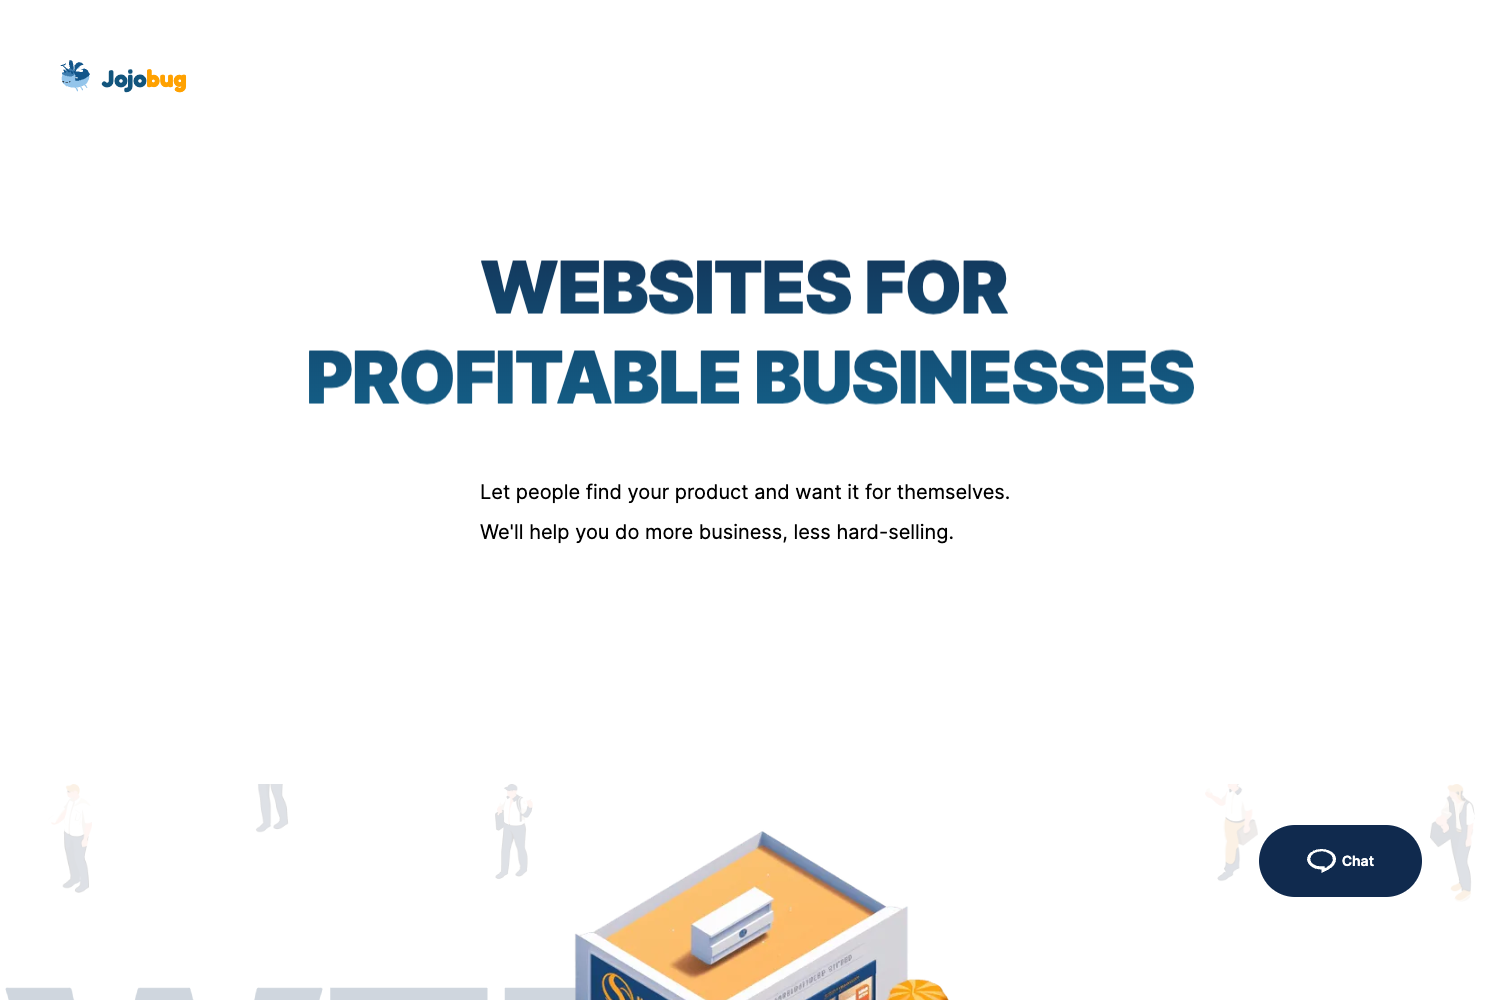 Jojobug
WEBSITES FOR
PROFITABLE BUSINESSES
Let people find your product and want it for themselves.
We'll help you do more business, less hard-selling.
Chat